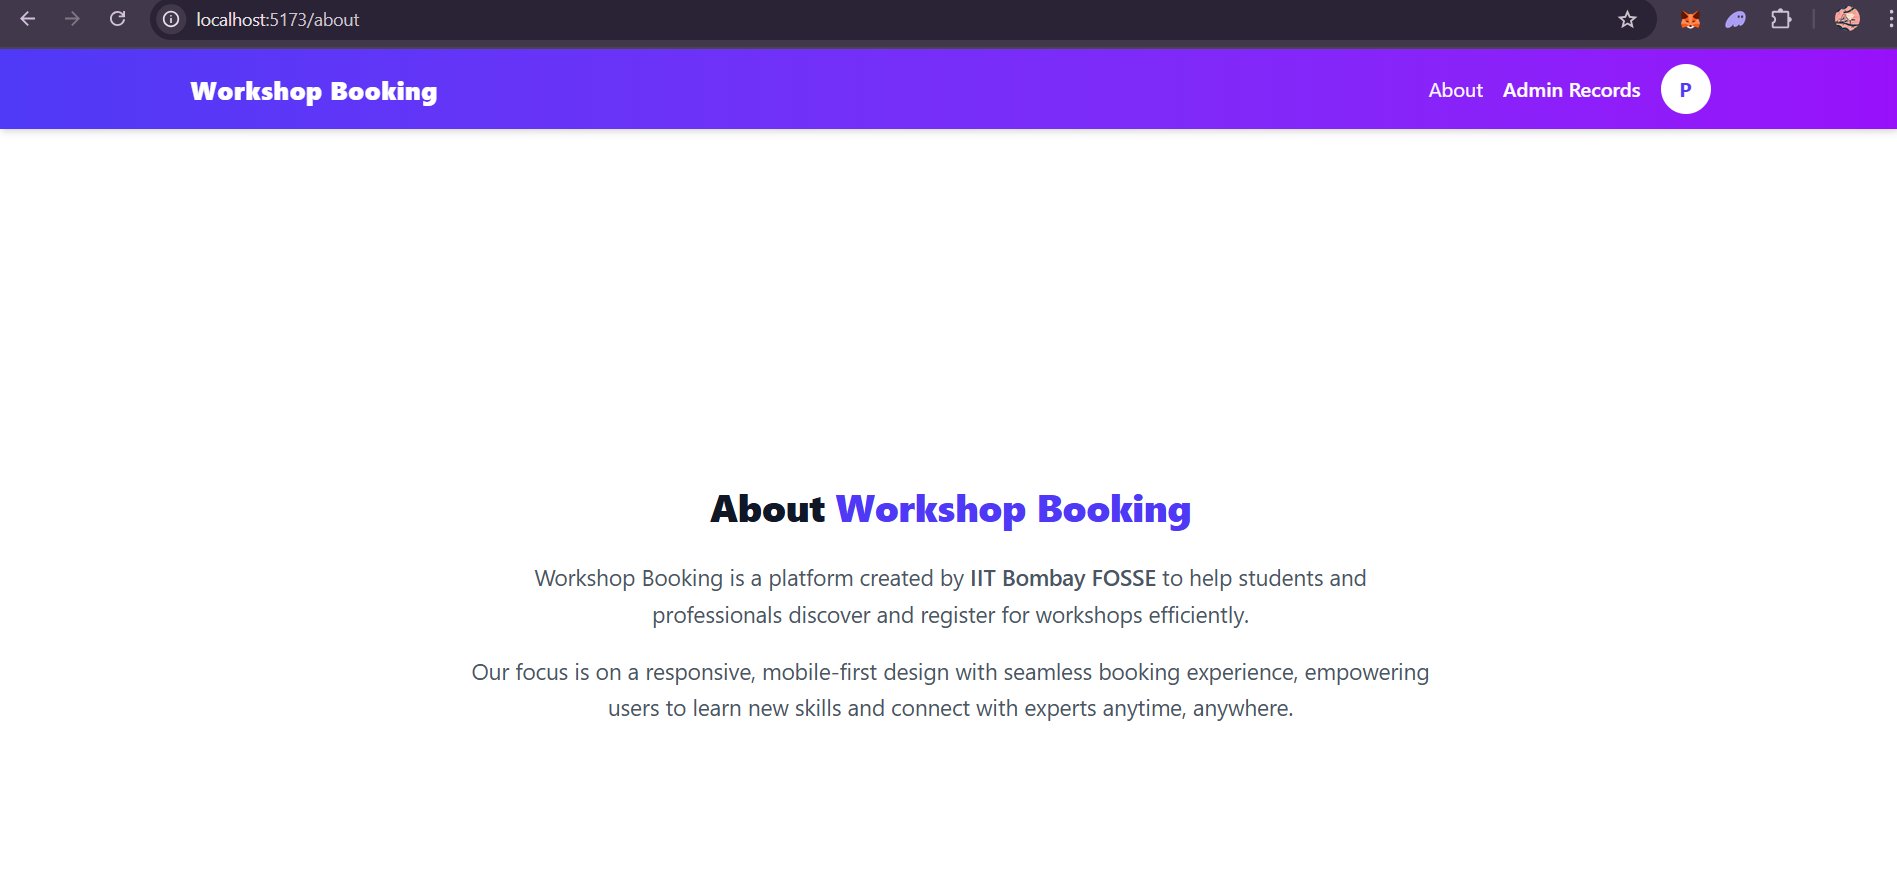 localhost:5173/about
Workshop Booking
About Admin Records P
About Workshop Booking
Workshop Booking is a platform created by IIT Bombay FOSSE to help students and
professionals discover and register for workshops efficiently.
Our focus is on a responsive, mobile-first design with seamless booking experience, empowering
users to learn new skills and connect with experts anytime, anywhere.